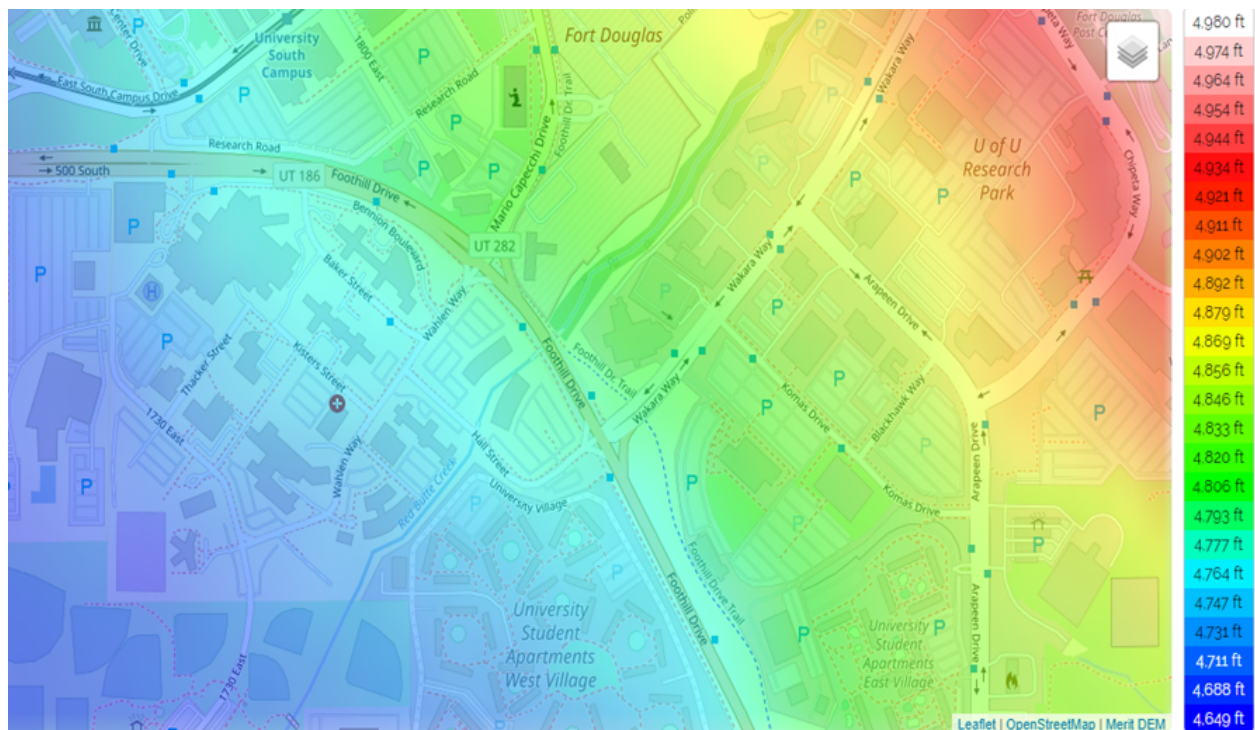 Center Drive
P
University
South
Campus
East South Campus Drive
P
1800 East
P
Research Road
P
P
P
P
Research Road
500 South
UT 186
Foothill Drive
Mario Capecchi Drive
Foothill Dr. Trail
Fort Douglas
Wakara Way
Chipeta Way
Fort Douglas
P
P
P
U of U
Research
Park
Chipeta Way
UT 282
Bennion Boulevard
Baker Street
P
P
H
P
Wahlen Way
Thacker Street
Kisters Street
1730 East
Wahlen Way
P
Hall Street
Red Butte Creek
University Village
Foothill Drive
Foothill Dr. Trail
Wakara Way
Wakara Way
P
P
P
P
Arapeen Drive
Komas Drive
Blackhawk Way
P
P
Komas Drive
Arapeen Drive
P
P
P
P
Foothill Drive Trail
Foothill Drive
University
Student
Apartments
West Village
P
University
Student
Apartments
East Village
P
Arapeen Drive
1730 East
P
Leaflet | OpenStreetMap | Merit DEM
4.980 ft
4.974 ft
4.964 ft
4.954 ft
4.944 ft
4.934 ft
4.921 ft
4.911 ft
4.902 ft
4.892 ft
4.879 ft
4.869 ft
4.856 ft
4.846 ft
4.833 ft
4.820 ft
4.806 ft
4.793 ft
4.777 ft
4.764 ft
4.747 ft
4.731 ft
4.711 ft
4.688 ft
4.649 ft